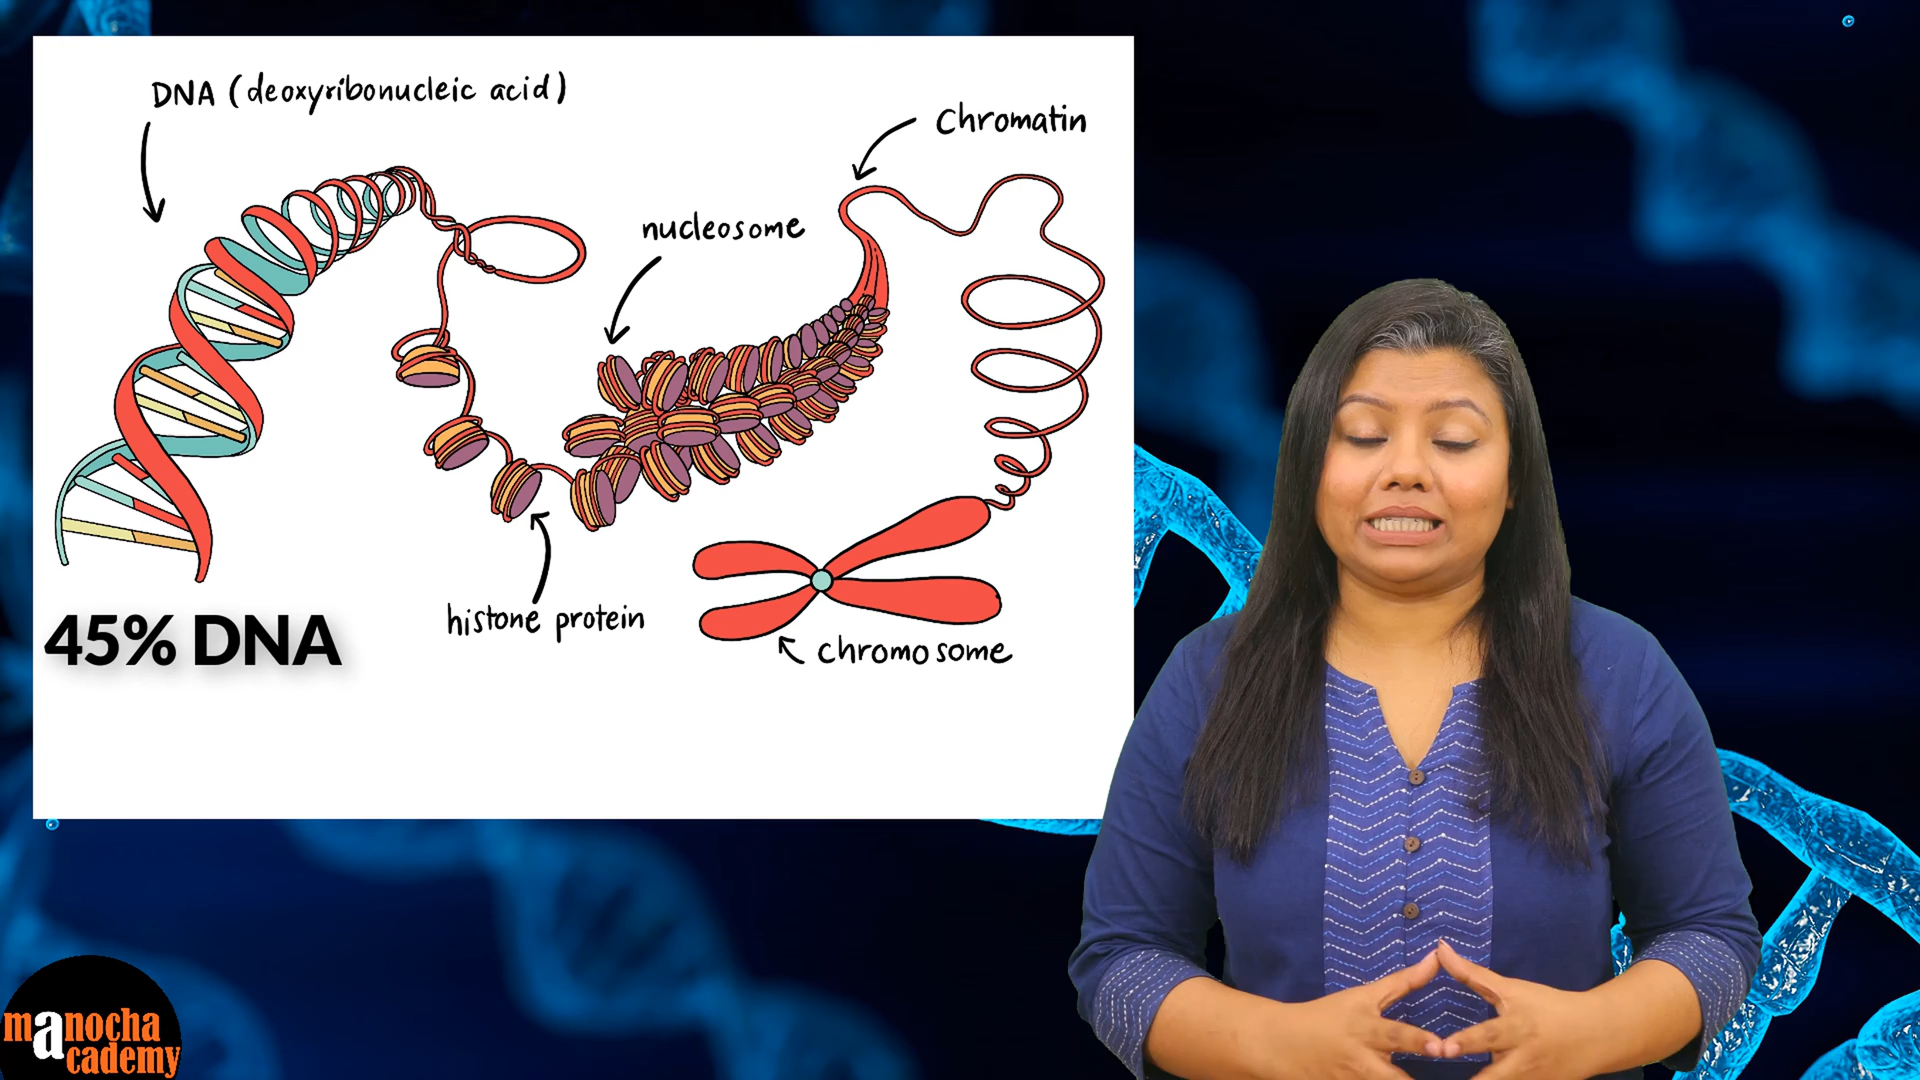 DNA (deoxyribonucleic acid)
Chromatin
nucleosome
histone protein
chromosome
45% DNA
manocha
academy